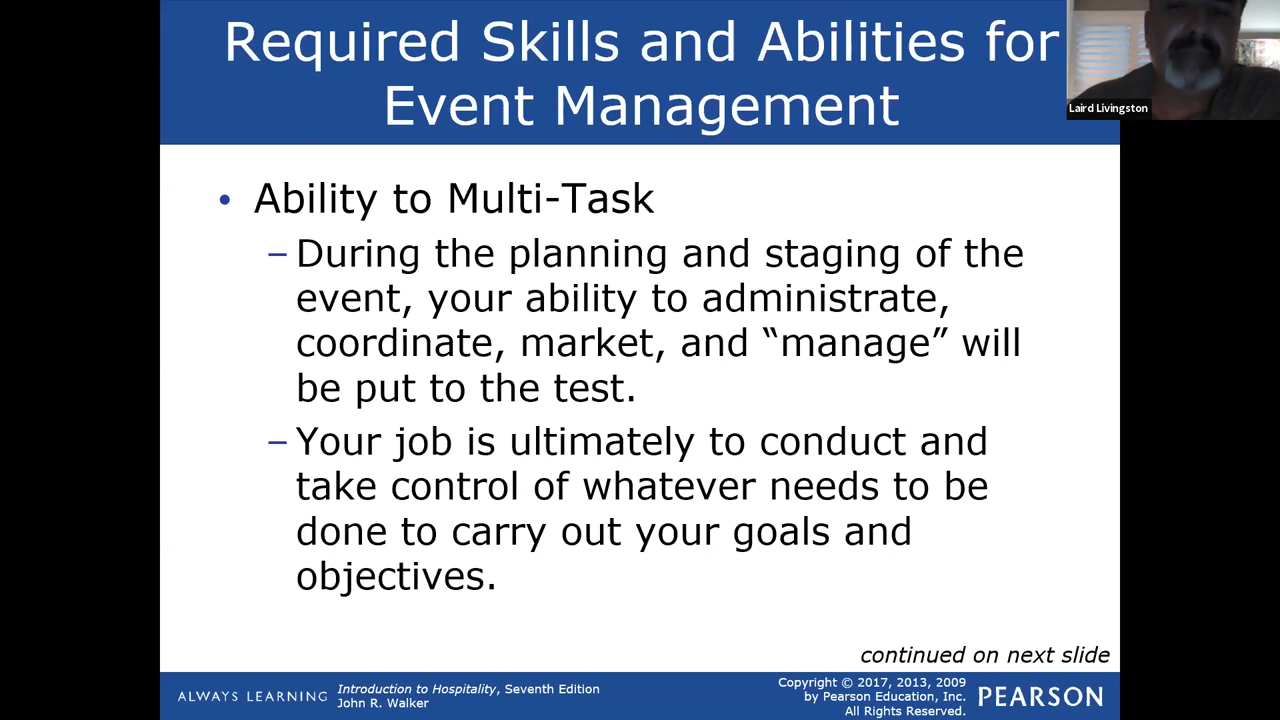 Required Skills and Abilities for
Event Management
Laird Livingston
• Ability to Multi-Task
– During the planning and staging of the
event, your ability to administrate,
coordinate, market, and “manage” will
be put to the test.
– Your job is ultimately to conduct and
take control of whatever needs to be
done to carry out your goals and
objectives.
continued on next slide
ALWAYS LEARNING
Introduction to Hospitality, Seventh Edition
John R. Walker
Copyright © 2017, 2013, 2009
by Pearson Education, Inc.
All Rights Reserved.
PEARSON